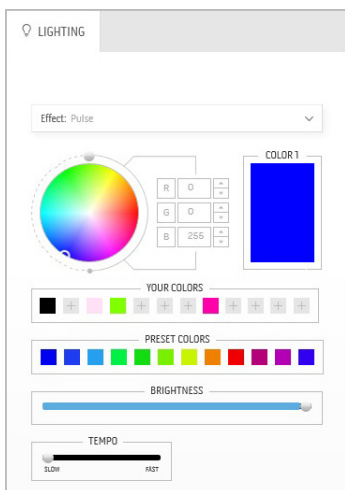 LIGHTING
Effect: Pulse
COLOR 1
R 0
G 0
B 255
YOUR COLORS
PRESET COLORS
BRIGHTNESS
TEMPO
SLOW FAST